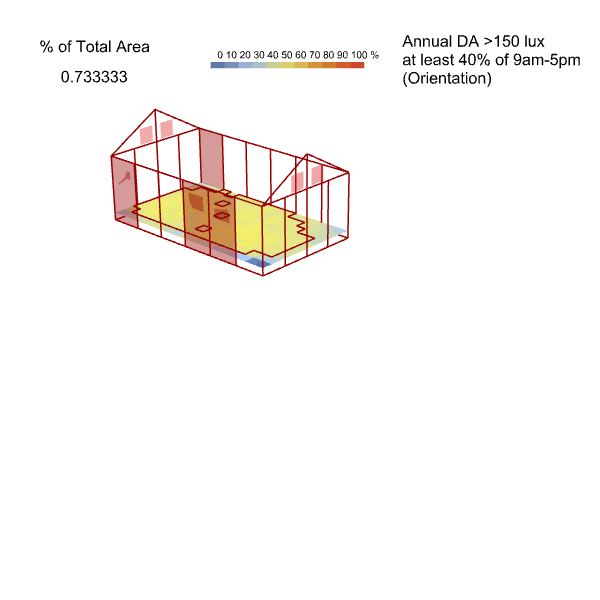 % of Total Area
0.733333
0 10 20 30 40 50 60 70 80 90 100 %
Annual DA >150 lux
at least 40% of 9am-5pm
(Orientation)